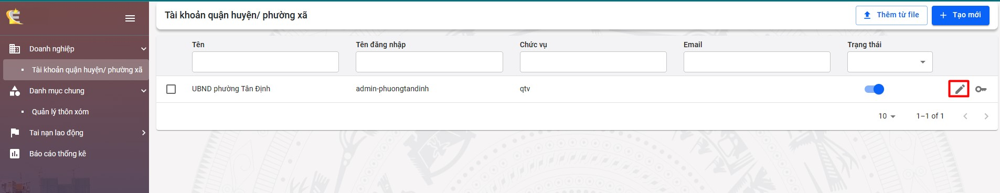 Tài khoản quận huyện/ phường xã
Thêm từ file
Tạo mới
Doanh nghiệp
Tài khoản quận huyện/ phường xã
Danh mục chung
Quản lý thôn xóm
Tai nạn lao động
Báo cáo thống kê
Tên
Tên đăng nhập
Chức vụ
Email
Trạng thái
UBND phường Tân Định
admin-phuongtandinh
qtv
10
1–1 of 1